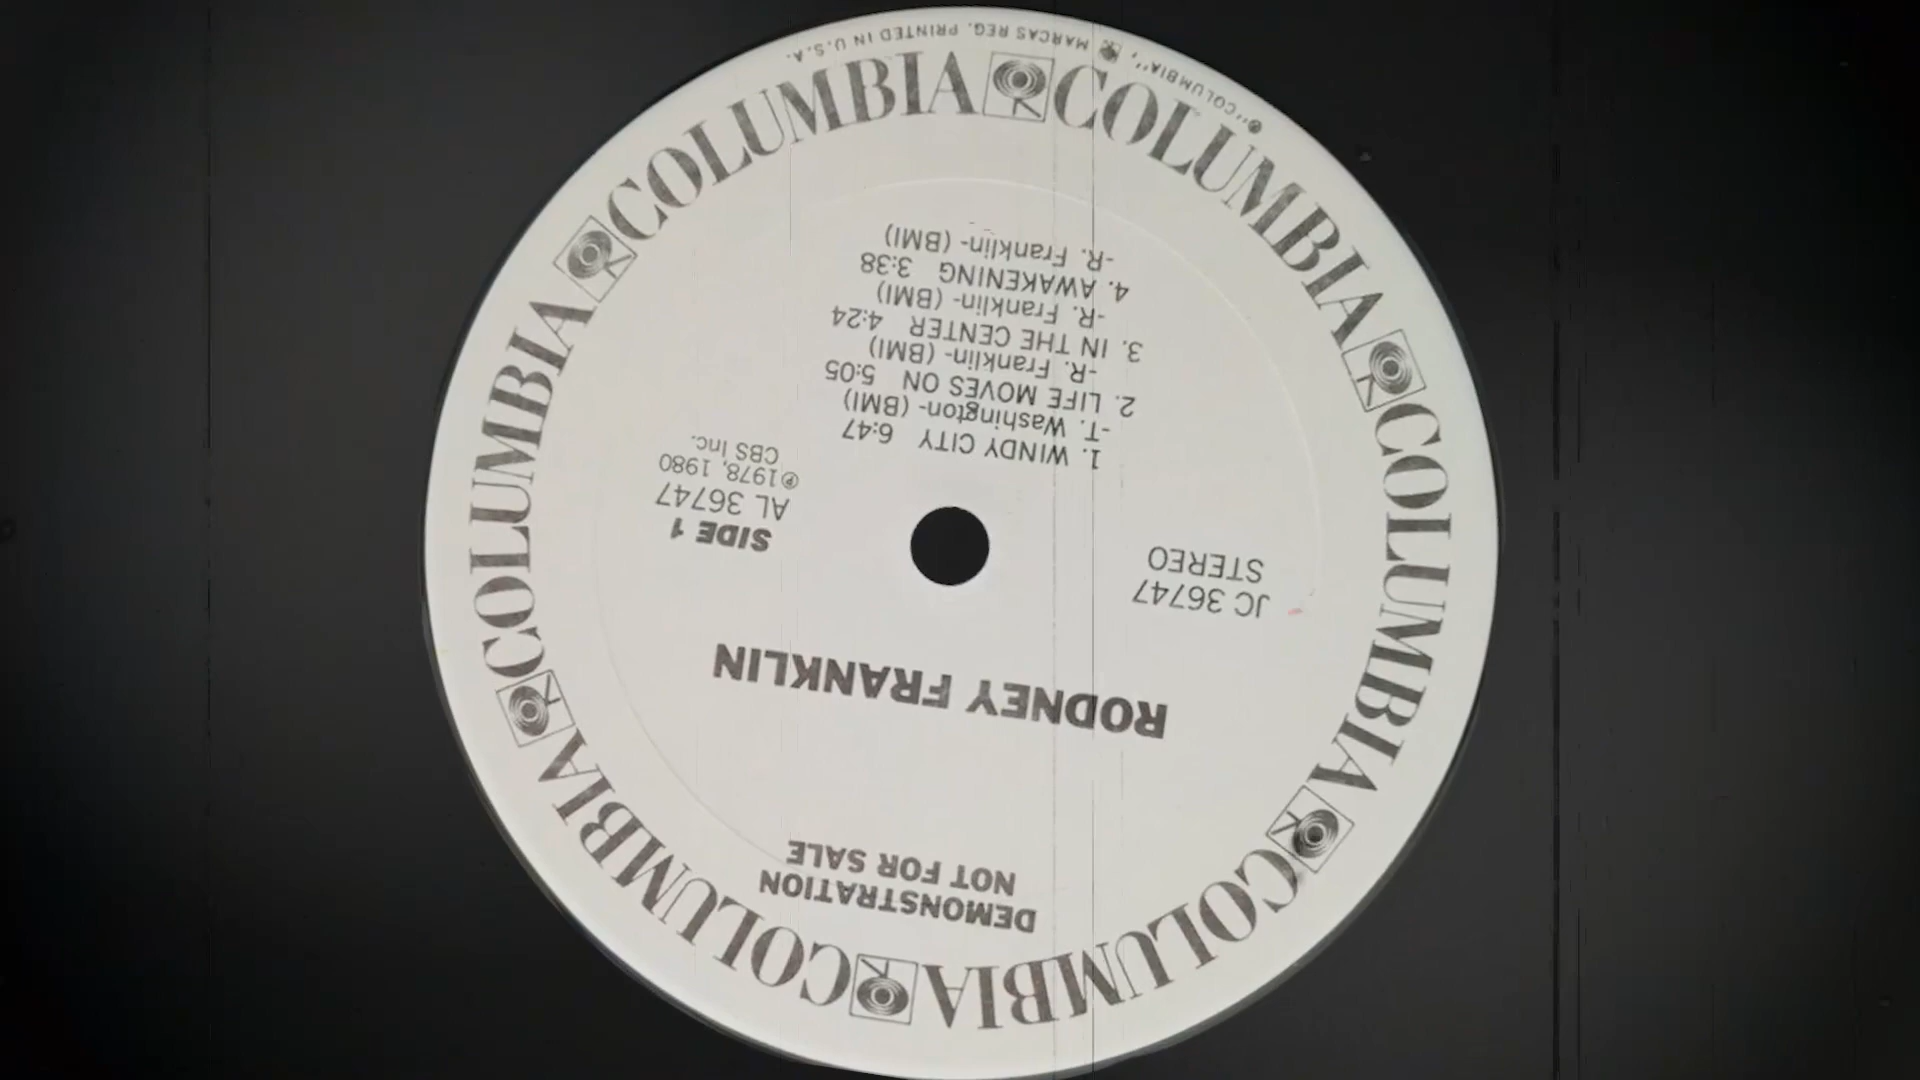 DEMONSTRATION
NOT FOR SALE
RODNEY FRANKLIN
JC 36747
STEREO
SIDE 1
AL 36747
℗1978, 1980
CBS Inc.
1. WINDY CITY 6:47
-T. Washington- (BMI)
2. LIFE MOVES ON 5:05
-R. Franklin- (BMI)
3. IN THE CENTER 4:24
-R. Franklin- (BMI)
4. AWAKENING 3:38
-R. Franklin- (BMI)
COLUMBIA
COLUMBIA
COLUMBIA
COLUMBIA
COLUMBIA
COLUMBIA
"COLUMBIA", MARCAS REG. PRINTED IN U.S.A.